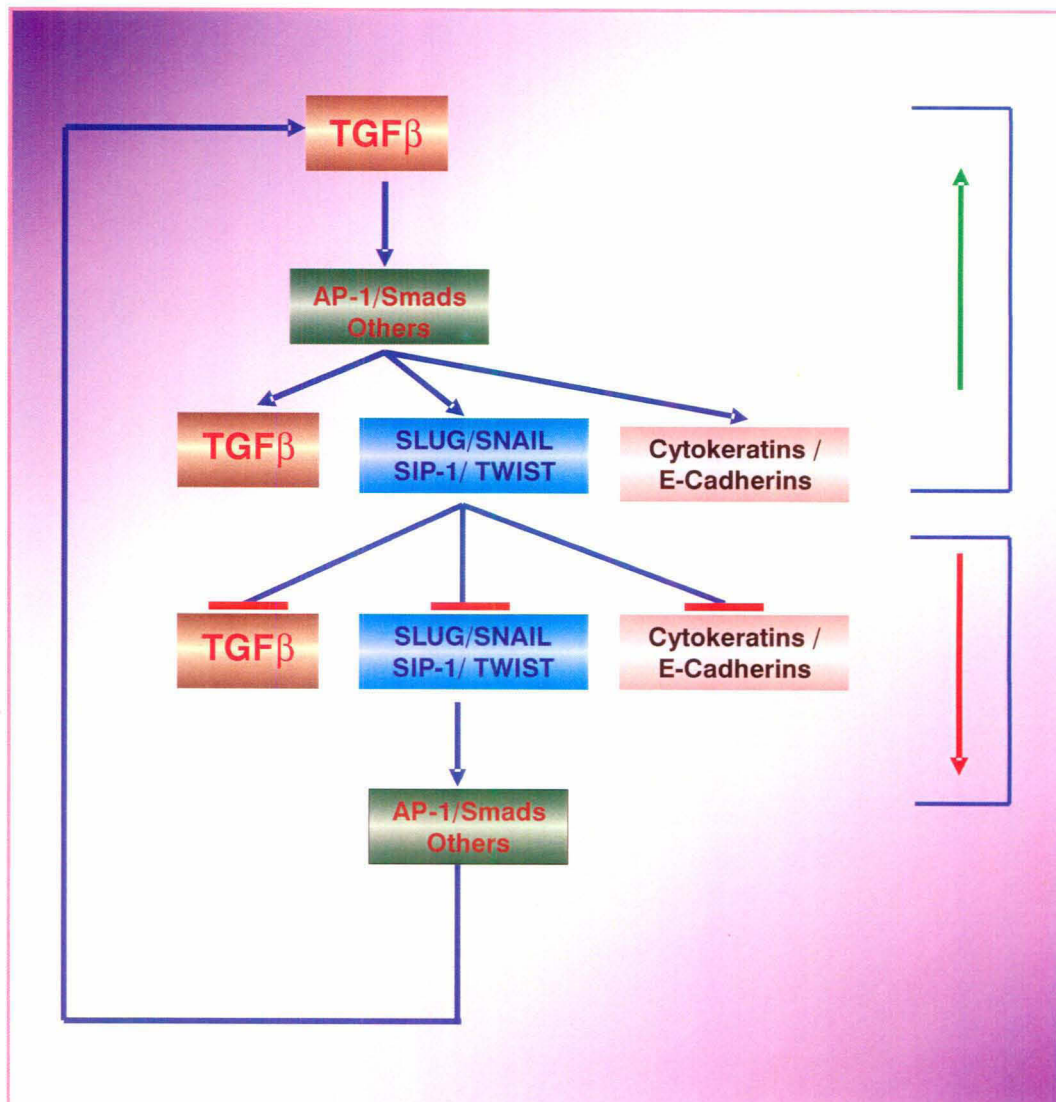 TGFβ
AP-1/Smads
Others
TGFβ
SLUG/SNAIL
SIP-1/ TWIST
Cytokeratins /
E-Cadherins
TGFβ
SLUG/SNAIL
SIP-1/ TWIST
Cytokeratins /
E-Cadherins
AP-1/Smads
Others